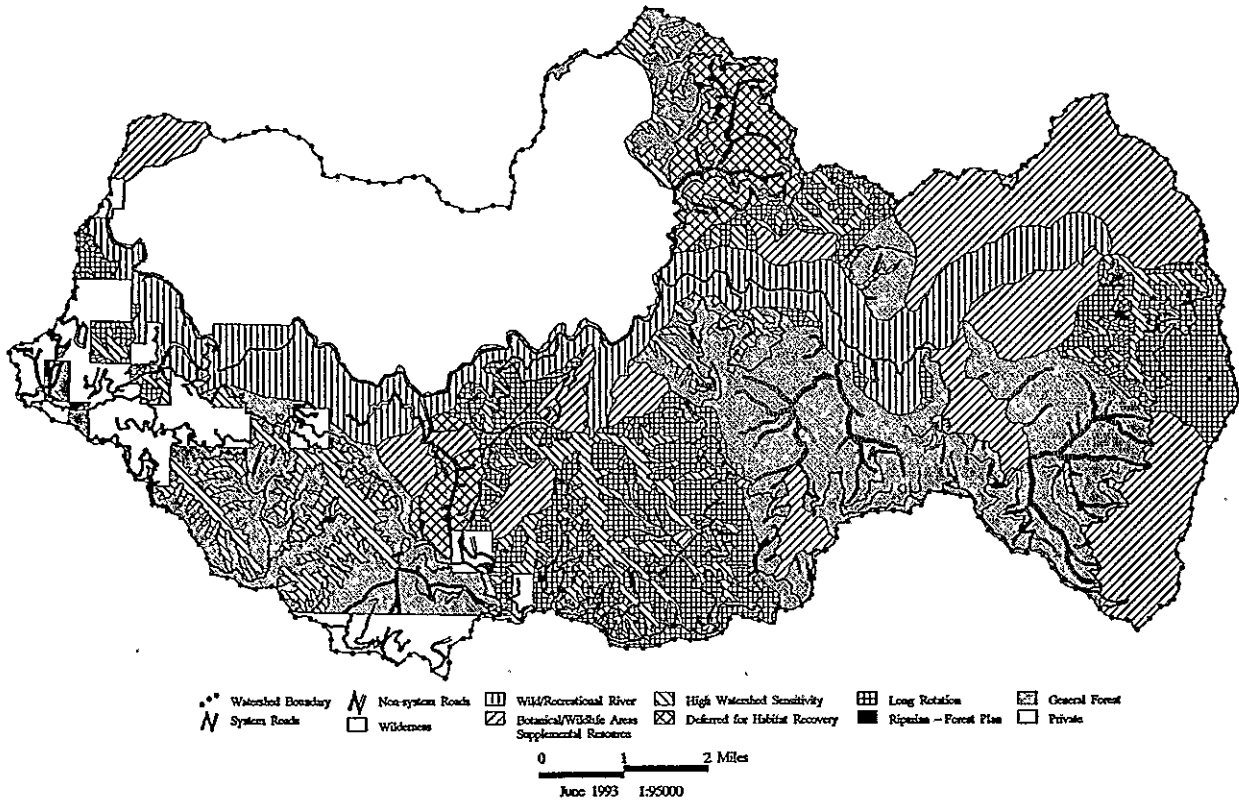 Watershed Boundary
System Roads
Non-system Roads
Wilderness
Wild/Recreational River
Botanical/Wildlife Areas
Supplemental Resources
High Watershed Sensitivity
Deferred for Habitat Recovery
Long Rotation
Riparian - Forest Plan
General Forest
Private
0 1 2 Miles
June 1993 1:95000